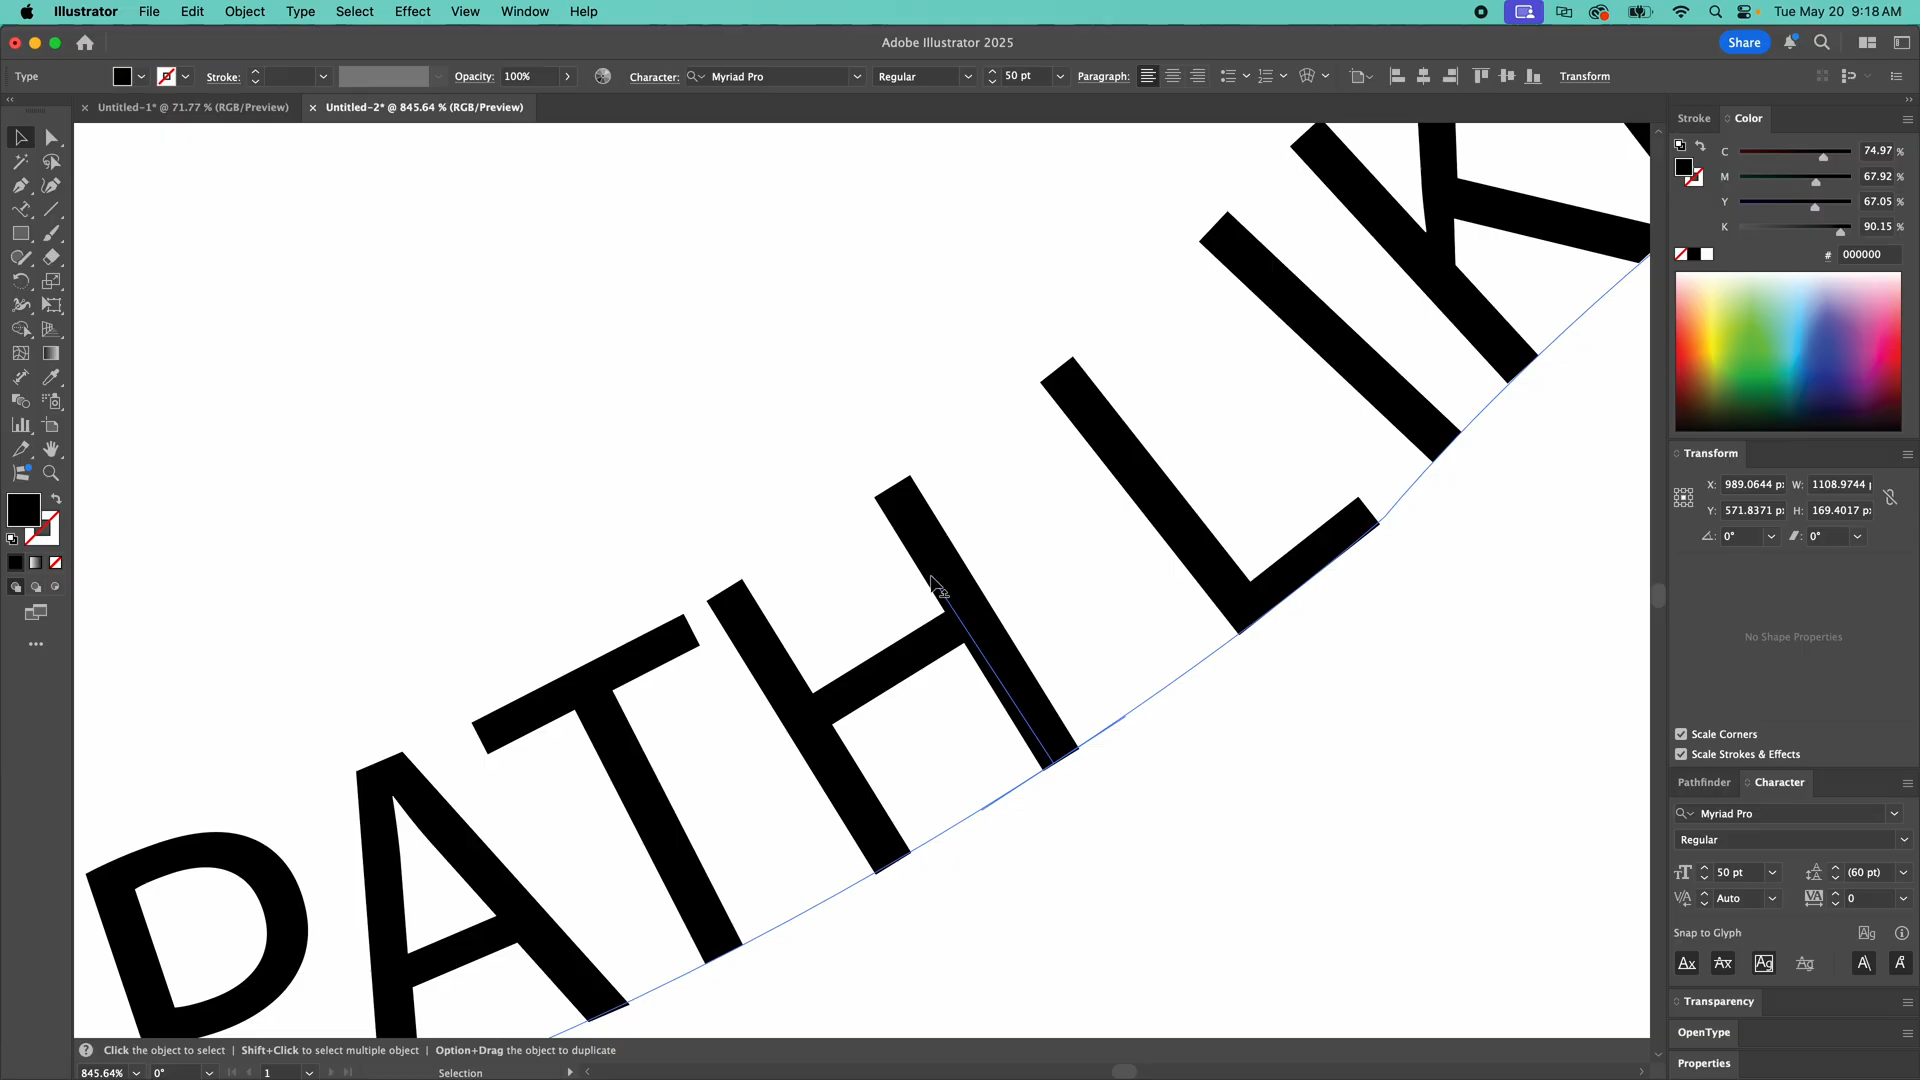 Illustrator File Edit Object Type Select Effect View Window Help
Tue May 20 9:18 AM
Adobe Illustrator 2025
Share
Type
Stroke:
Opacity: 100%
Character: Myriad Pro
Regular
50 pt
Paragraph:
Transform
Untitled-1* @ 71.77 % (RGB/Preview)
Untitled-2* @ 845.64 % (RGB/Preview)
PATH LIK
Stroke
Color
C 74.97 %
M 67.92 %
Y 67.05 %
K 90.15 %
# 000000
Transform
X: 989.0644 px W: 1108.9744 p
Y: 571.8371 px H: 169.4017 px
0° 0°
No Shape Properties
Scale Corners
Scale Strokes & Effects
Pathfinder
Character
Myriad Pro
Regular
50 pt (60 pt)
Auto 0
Snap to Glyph
Transparency
OpenType
Properties
Click the object to select | Shift+Click to select multiple object | Option+Drag the object to duplicate
845.64% 0° 1 Selection